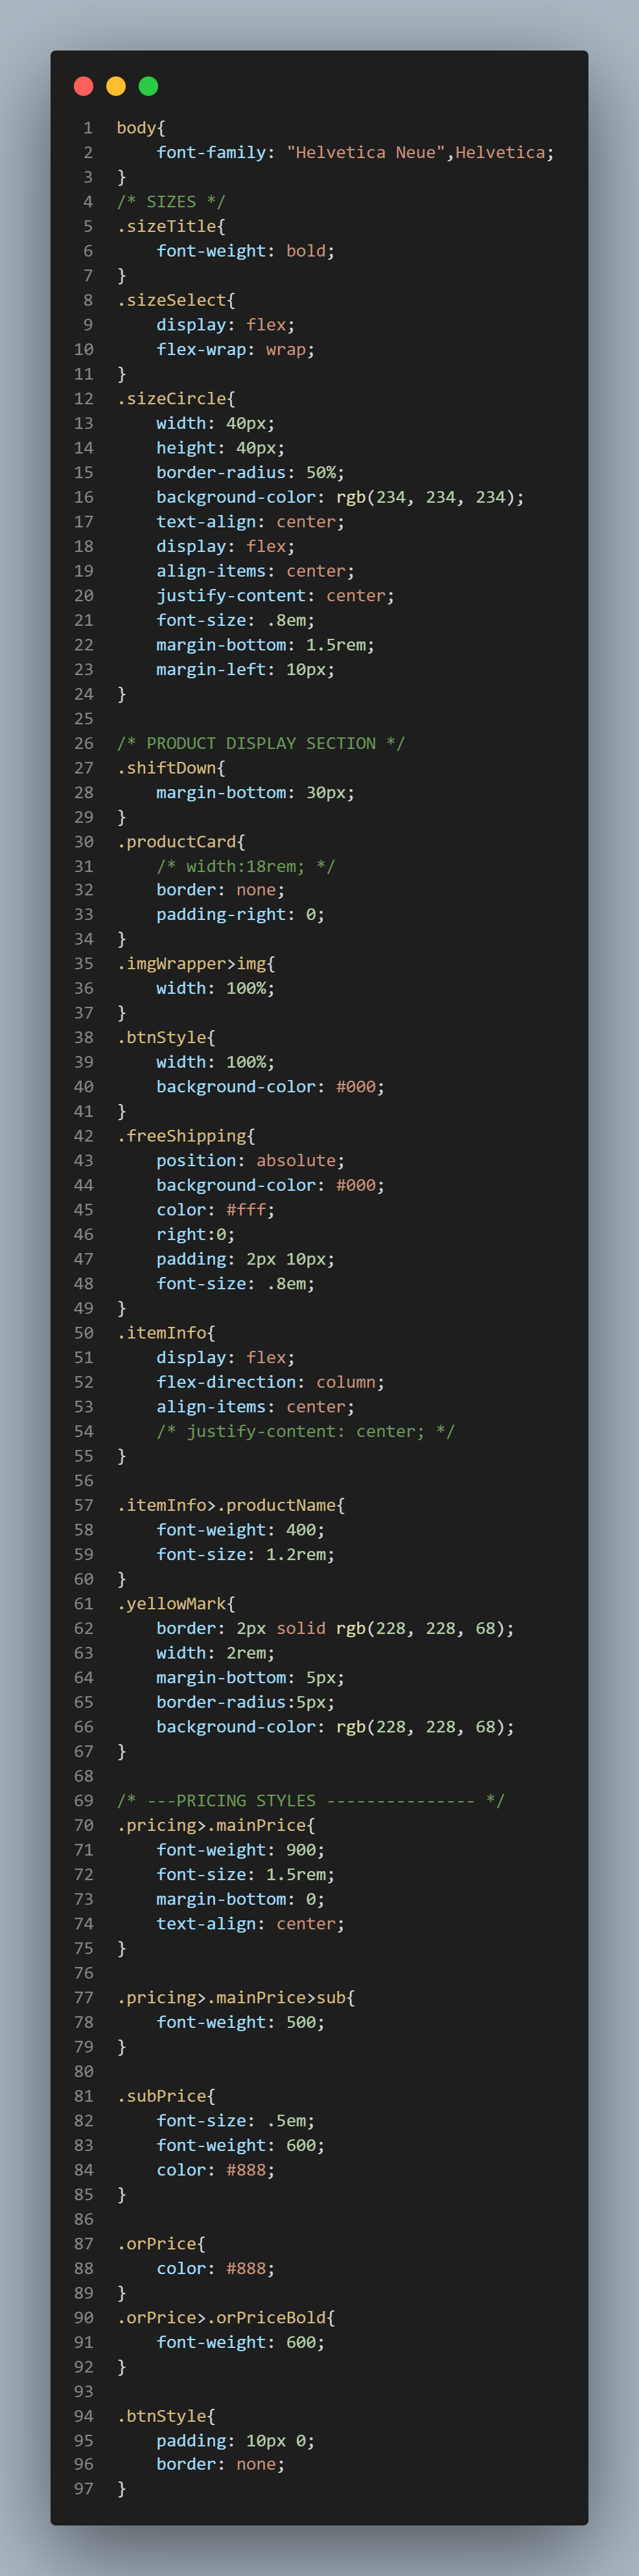 1 body{
2     font-family: "Helvetica Neue",Helvetica;
3 }
4 /* SIZES */
5 .sizeTitle{
6     font-weight: bold;
7 }
8 .sizeSelect{
9     display: flex;
10     flex-wrap: wrap;
11 }
12 .sizeCircle{
13     width: 40px;
14     height: 40px;
15     border-radius: 50%;
16     background-color: rgb(234, 234, 234);
17     text-align: center;
18     display: flex;
19     align-items: center;
20     justify-content: center;
21     font-size: .8em;
22     margin-bottom: 1.5rem;
23     margin-left: 10px;
24 }
25
26 /* PRODUCT DISPLAY SECTION */
27 .shiftDown{
28     margin-bottom: 30px;
29 }
30 .productCard{
31     /* width:18rem; */
32     border: none;
33     padding-right: 0;
34 }
35 .imgWrapper>img{
36     width: 100%;
37 }
38 .btnStyle{
39     width: 100%;
40     background-color: #000;
41 }
42 .freeShipping{
43     position: absolute;
44     background-color: #000;
45     color: #fff;
46     right:0;
47     padding: 2px 10px;
48     font-size: .8em;
49 }
50 .itemInfo{
51     display: flex;
52     flex-direction: column;
53     align-items: center;
54     /* justify-content: center; */
55 }
56
57 .itemInfo>.productName{
58     font-weight: 400;
59     font-size: 1.2rem;
60 }
61 .yellowMark{
62     border: 2px solid rgb(228, 228, 68);
63     width: 2rem;
64     margin-bottom: 5px;
65     border-radius:5px;
66     background-color: rgb(228, 228, 68);
67 }
68
69 /* ---PRICING STYLES --------------- */
70 .pricing>.mainPrice{
71     font-weight: 900;
72     font-size: 1.5rem;
73     margin-bottom: 0;
74     text-align: center;
75 }
76
77 .pricing>.mainPrice>sub{
78     font-weight: 500;
79 }
80
81 .subPrice{
82     font-size: .5em;
83     font-weight: 600;
84     color: #888;
85 }
86
87 .orPrice{
88     color: #888;
89 }
90 .orPrice>.orPriceBold{
91     font-weight: 600;
92 }
93
94 .btnStyle{
95     padding: 10px 0;
96     border: none;
97 }